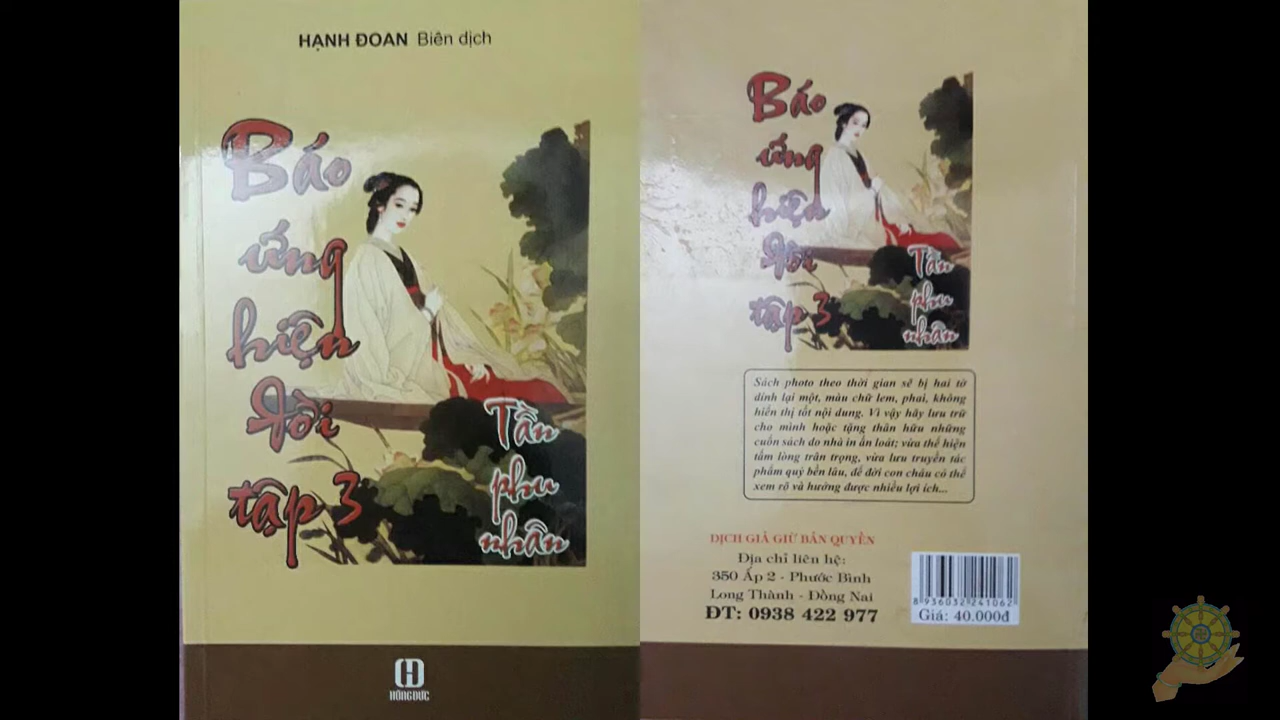 HẠNH ĐOAN Biên dịch
Báo
ứng
hiện
đời
tập 3
Tần
phu
nhân
HỒNG ĐỨC
Báo
ứng
hiện
đời
tập 3
Tần
phu
nhân
Sách photo theo thời gian sẽ bị hai tờ
dính lại một, màu chữ lem, phai, không
hiển thị tốt nội dung. Vì vậy hãy lưu trữ
cho mình hoặc tặng thân hữu những
cuốn sách do nhà in ấn loát; vừa thể hiện
tấm lòng trân trọng, vừa lưu truyền tác
phẩm quý bền lâu, để đời con cháu có thể
xem rõ và hưởng được nhiều lợi ích...
DỊCH GIẢ GIỮ BẢN QUYỀN
Địa chỉ liên hệ:
350 Ấp 2 - Phước Bình
Long Thành - Đồng Nai
ĐT: 0938 422 977
8 936032 241062
Giá: 40.000đ